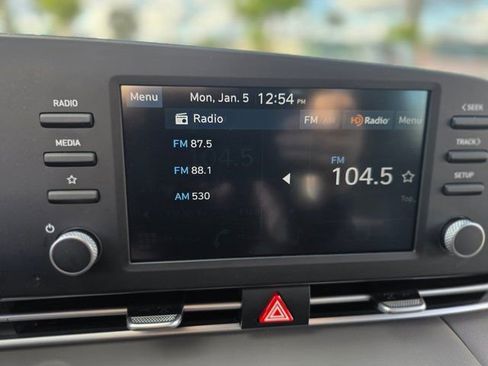 Menu Mon, Jan. 5 12:54 PM
RADIO
Radio FM AM HD Radio Menu
< SEEK
FM 87.5
MEDIA
TRACK >
FM 88.1
FM
104.5
SETUP
AM 530